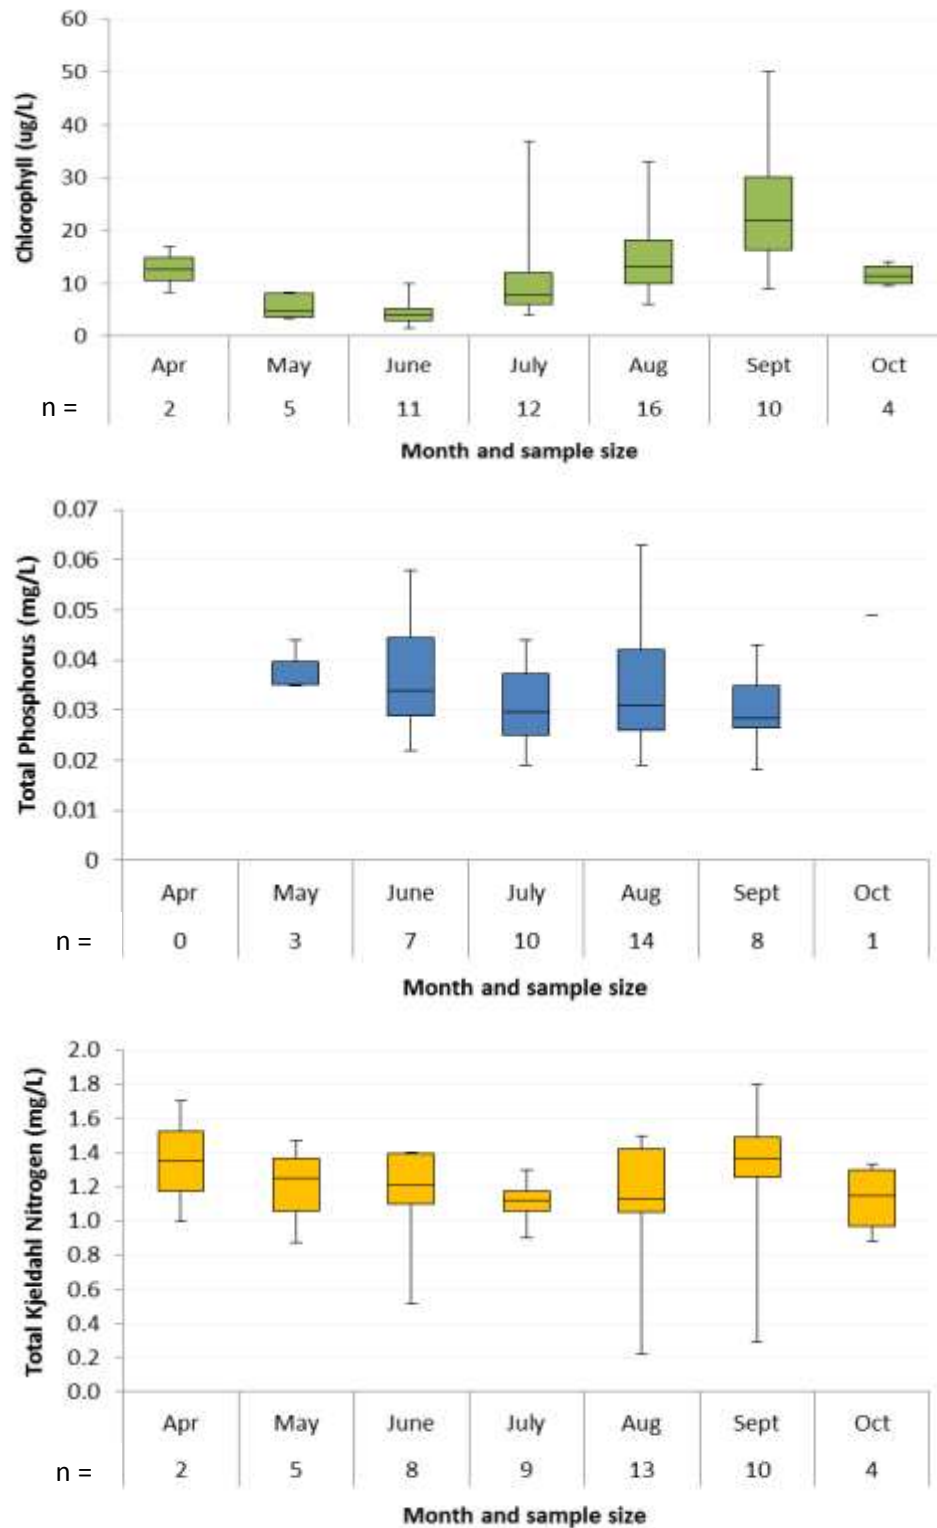 Chlorophyll (ug/L)
60
50
40
30
20
10
0
Apr May June July Aug Sept Oct
n = 2 5 11 12 16 10 4
Month and sample size
Total Phosphorus (mg/L)
0.07
0.06
0.05
0.04
0.03
0.02
0.01
0
Apr May June July Aug Sept Oct
n = 0 3 7 10 14 8 1
Month and sample size
Total Kjeldahl Nitrogen (mg/L)
2.0
1.8
1.6
1.4
1.2
1.0
0.8
0.6
0.4
0.2
0.0
Apr May June July Aug Sept Oct
n = 2 5 8 9 13 10 4
Month and sample size